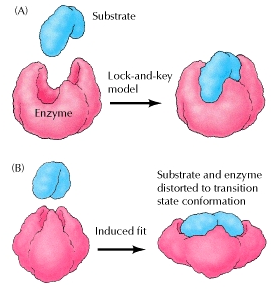 (A)
Substrate
Enzyme
Lock-and-key
model
(B)
Induced fit
Substrate and enzyme
distorted to transition
state conformation